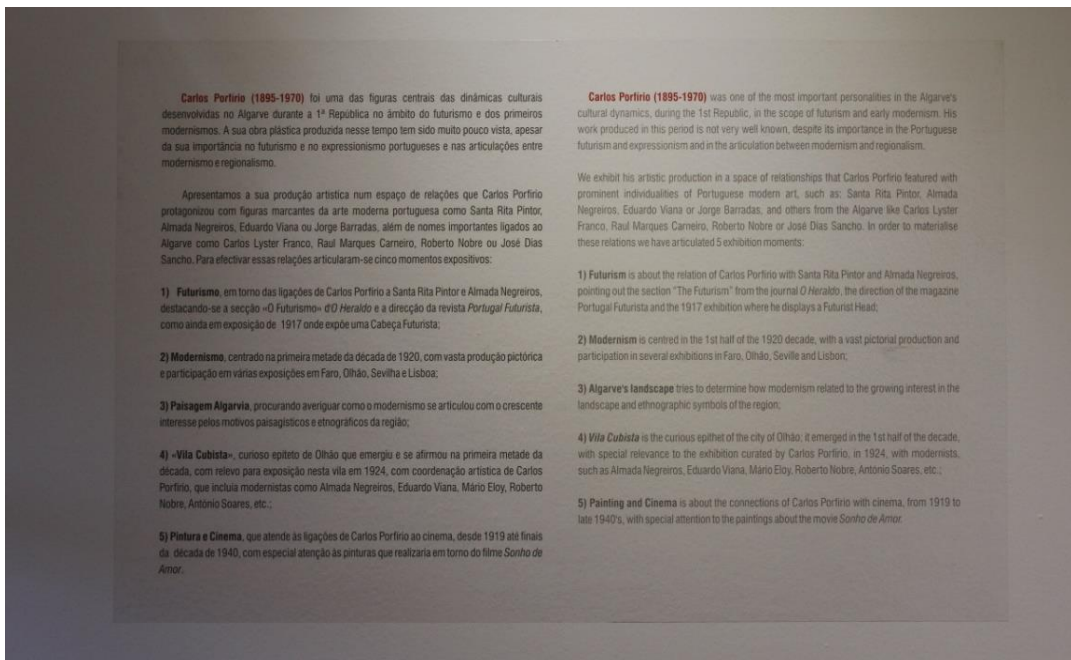 Carlos Porfírio (1895-1970) foi uma das figuras centrais das dinâmicas culturais
desenvolvidas no Algarve durante a 1ª República no âmbito do futurismo e dos primeiros
modernismos. A sua obra plástica produzida nesse tempo tem sido muito pouco vista, apesar
da sua importância no futurismo e no expressionismo portugueses e nas articulações entre
modernismo e regionalismo.
Apresentamos a sua produção artística num espaço de relações que Carlos Porfírio
protagonizou com figuras marcantes da arte moderna portuguesa como Santa Rita Pintor,
Almada Negreiros, Eduardo Viana ou Jorge Barradas, além de nomes importantes ligados ao
Algarve como Carlos Lyster Franco, Raul Marques Carneiro, Roberto Nobre ou José Dias
Sancho. Para efectivar essas relações articularam-se cinco momentos expositivos:
1) Futurismo, em torno das ligações de Carlos Porfírio a Santa Rita Pintor e Almada Negreiros,
destacando-se a secção «O Futurismo» d'O Heraldo e a direcção da revista Portugal Futurista,
como ainda em exposição de 1917 onde expõe uma Cabeça Futurista;
2) Modernismo, centrado na primeira metade da década de 1920, com vasta produção pictórica
e participação em várias exposições em Faro, Olhão, Sevilha e Lisboa;
3) Paisagem Algarvia, procurando averiguar como o modernismo se articulou com o crescente
interesse pelos motivos paisagísticos e etnográficos da região;
4) «Vila Cubista», curioso epíteto de Olhão que emergiu e se afirmou na primeira metade da
década, com relevo para exposição nesta vila em 1924, com coordenação artística de Carlos
Porfírio, que incluía modernistas como Almada Negreiros, Eduardo Viana, Mário Eloy, Roberto
Nobre, António Soares, etc.;
5) Pintura e Cinema, que atende às ligações de Carlos Porfírio ao cinema, desde 1919 até finais
da década de 1940, com especial atenção às pinturas que realizaria em torno do filme Sonho de
Amor.
Carlos Porfírio (1895-1970) was one of the most important personalities in the Algarve's
cultural dynamics, during the 1st Republic, in the scope of futurism and early modernism. His
work produced in this period is not very well known, despite its importance in the Portuguese
futurism and expressionism and in the articulation between modernism and regionalism.
We exhibit his artistic production in a space of relationships that Carlos Porfírio featured with
prominent individualities of Portuguese modern art, such as: Santa Rita Pintor, Almada
Negreiros, Eduardo Viana or Jorge Barradas, and others from the Algarve like Carlos Lyster
Franco, Raul Marques Carneiro, Roberto Nobre or José Dias Sancho. In order to materialise
these relations we have articulated 5 exhibition moments:
1) Futurism is about the relation of Carlos Porfírio with Santa Rita Pintor and Almada Negreiros,
pointing out the section "The Futurism" from the journal O Heraldo, the direction of the magazine
Portugal Futurista and the 1917 exhibition where he displays a Futurist Head;
2) Modernism is centred in the 1st half of the 1920 decade, with a vast pictorial production and
participation in several exhibitions in Faro, Olhão, Seville and Lisbon;
3) Algarve's landscape tries to determine how modernism related to the growing interest in the
landscape and ethnographic symbols of the region;
4) Vila Cubista is the curious epithet of the city of Olhão; it emerged in the 1st half of the decade,
with special relevance to the exhibition curated by Carlos Porfírio, in 1924, with modernists,
such as Almada Negreiros, Eduardo Viana, Mário Eloy, Roberto Nobre, António Soares, etc.;
5) Painting and Cinema is about the connections of Carlos Porfírio with cinema, from 1919 to
late 1940's, with special attention to the paintings about the movie Sonho de Amor.